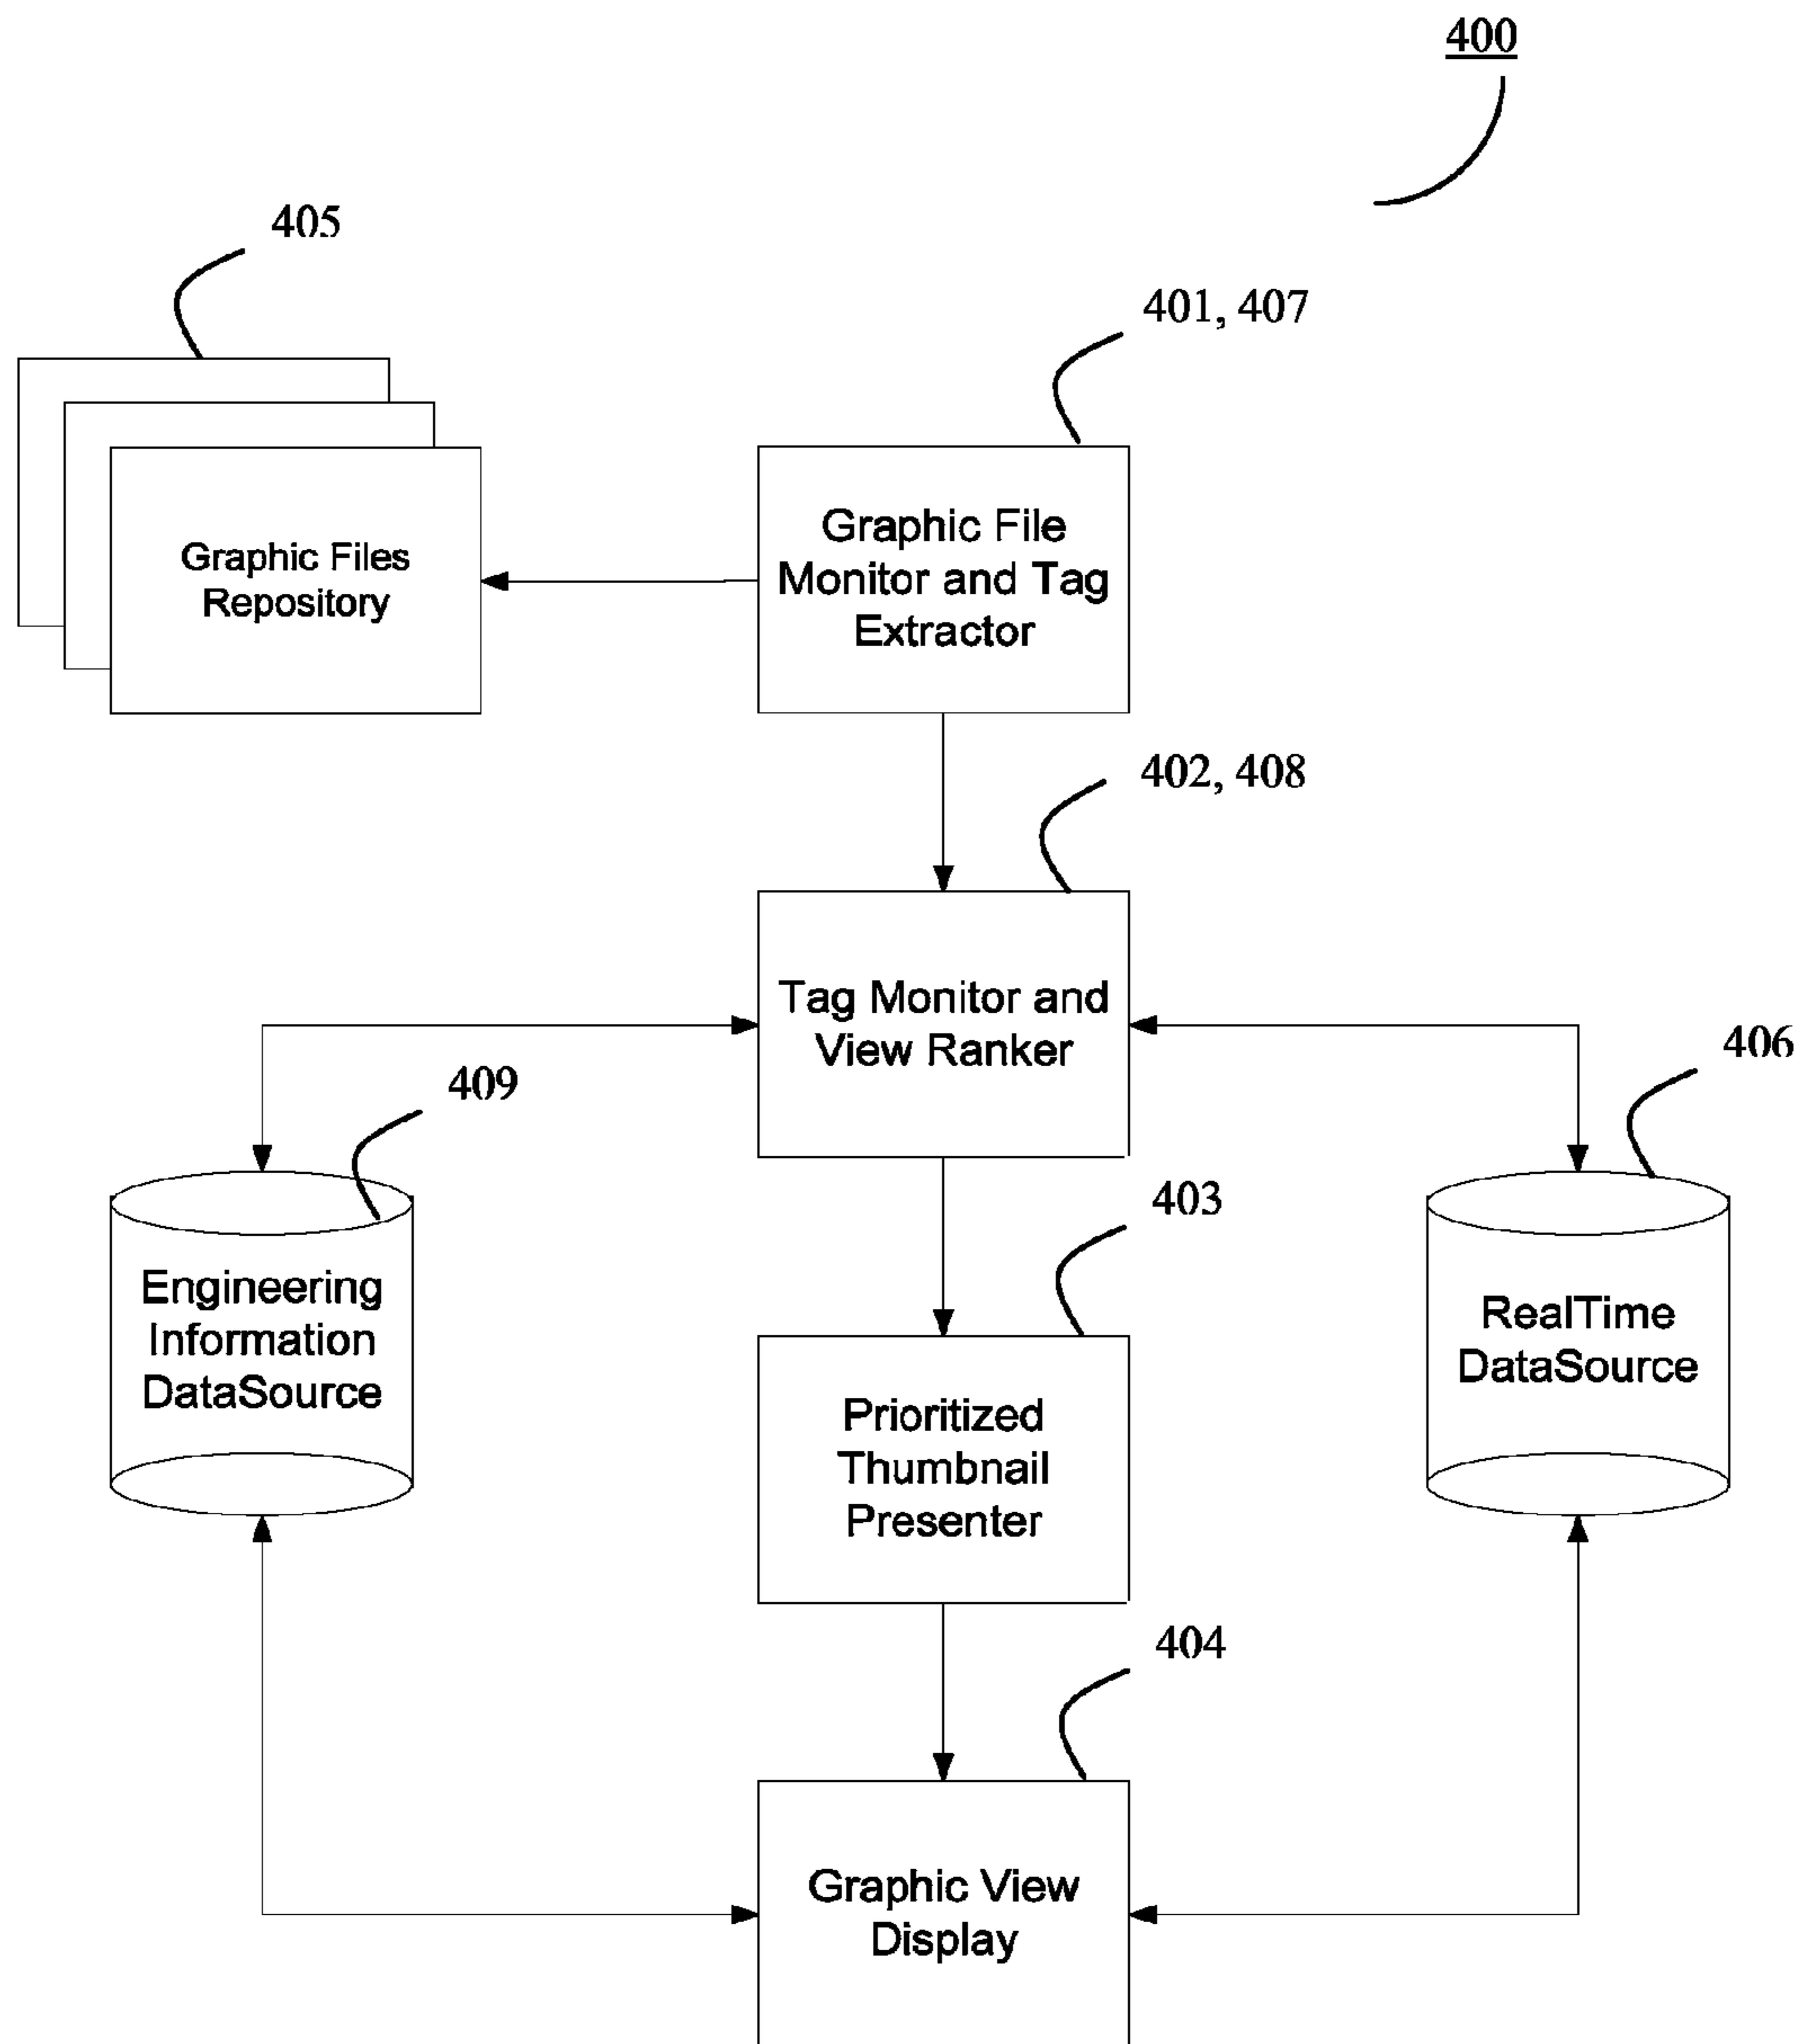 400
405
401, 407
Graphic Files
Repository
Graphic File
Monitor and Tag
Extractor
402, 408
Tag Monitor and
View Ranker
406
409
403
Engineering
Information
DataSource
RealTime
DataSource
Prioritized
Thumbnail
Presenter
404
Graphic View
Display